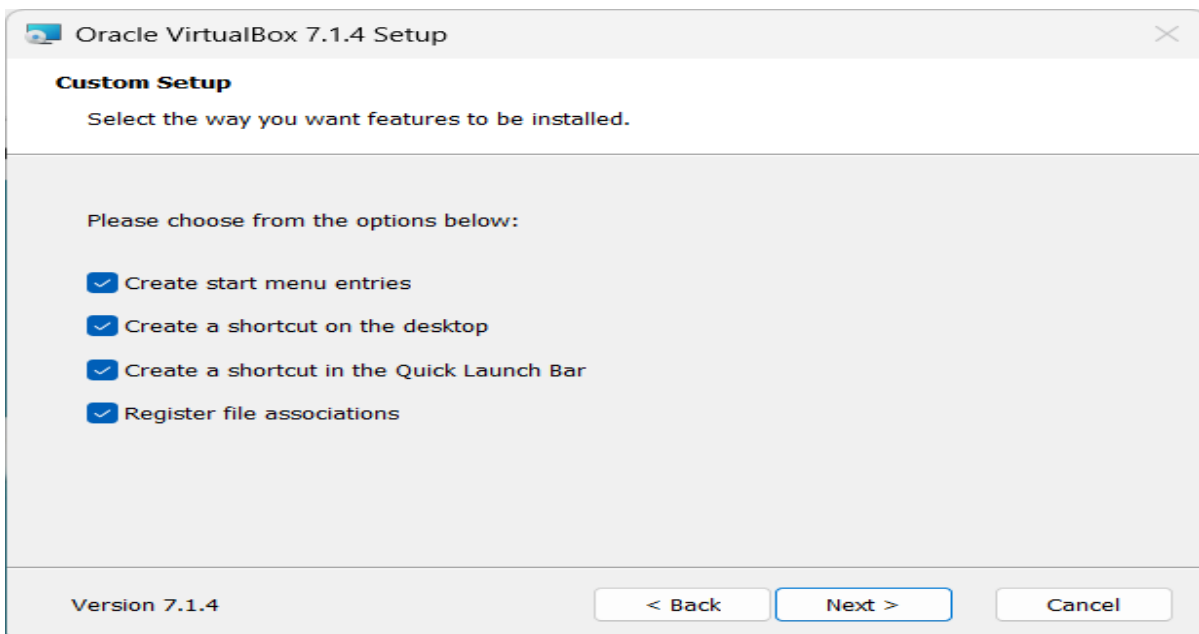 Oracle VirtualBox 7.1.4 Setup
Custom Setup
Select the way you want features to be installed.
Please choose from the options below:
Create start menu entries
Create a shortcut on the desktop
Create a shortcut in the Quick Launch Bar
Register file associations
Version 7.1.4
< Back
Next >
Cancel